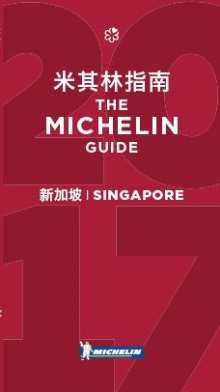 20
米其林指南
THE
MICHELIN
GUIDE
新加坡 | SINGAPORE
17
MICHELIN